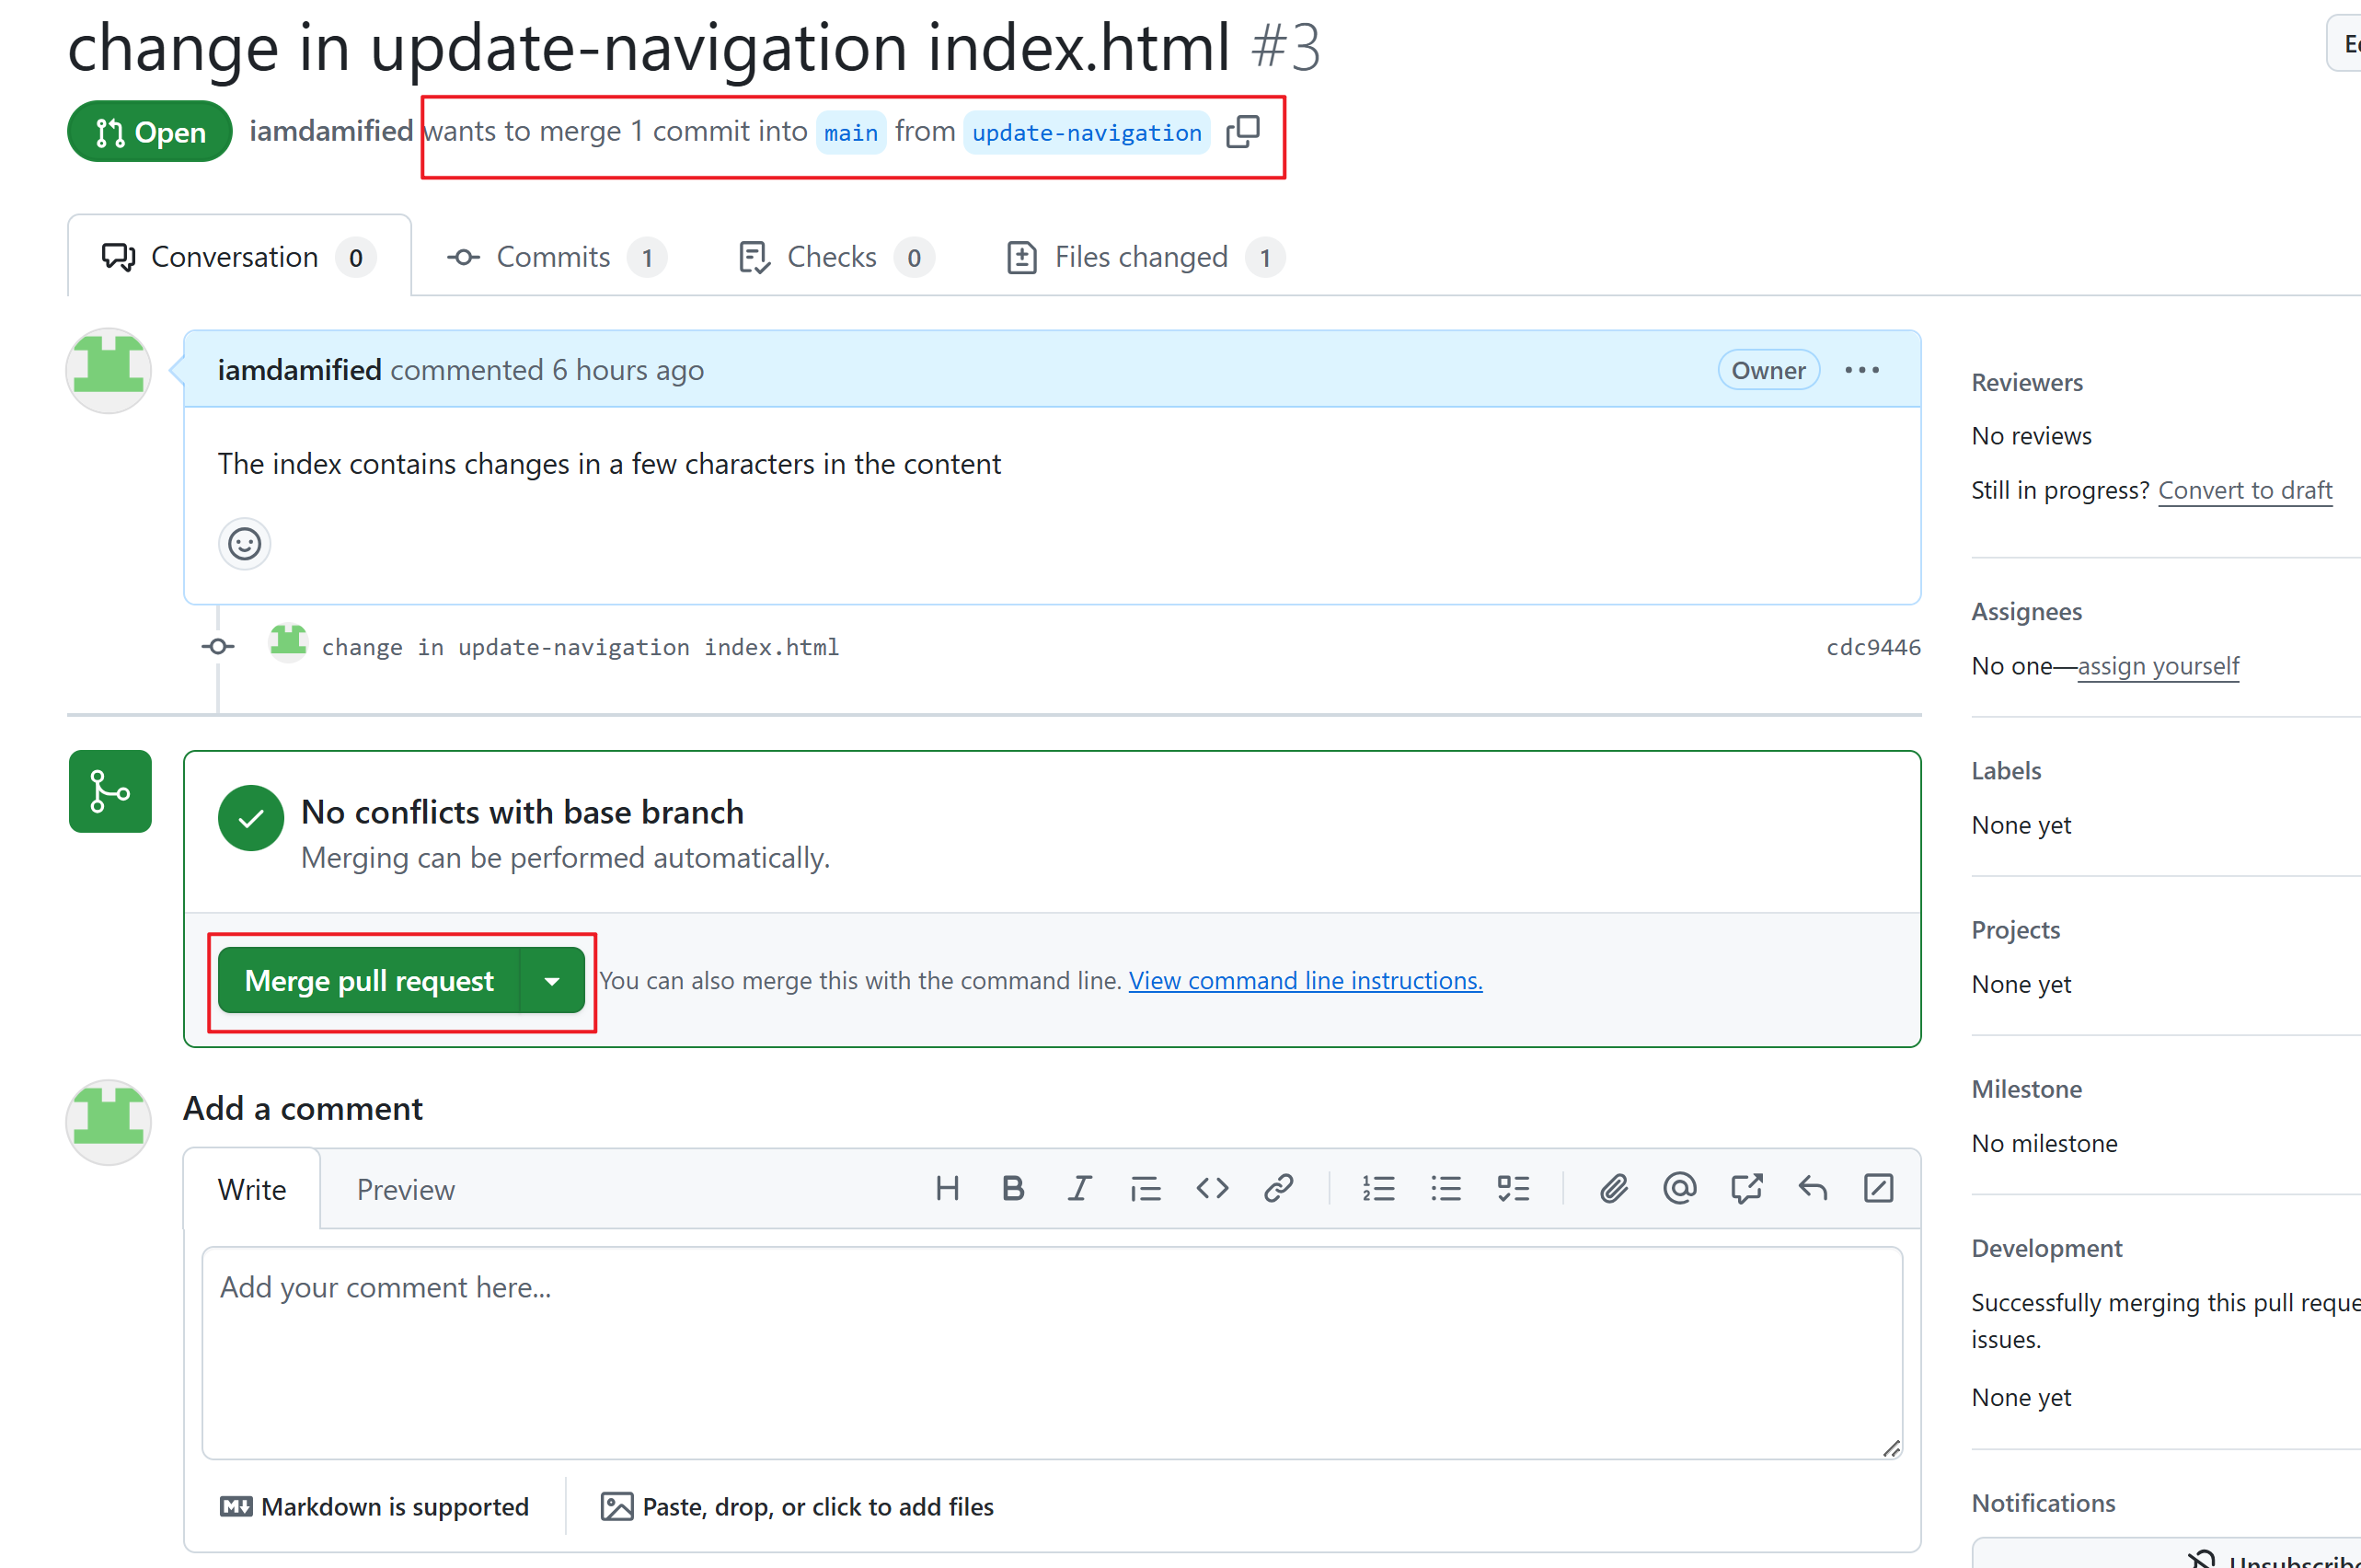 change in update-navigation index.html #3
Open iamdamified wants to merge 1 commit into main from update-navigation
Conversation 0 Commits 1 Checks 0 Files changed 1
iamdamified commented 6 hours ago Owner
The index contains changes in a few characters in the content
change in update-navigation index.html cdc9446
No conflicts with base branch
Merging can be performed automatically.
Merge pull request You can also merge this with the command line. View command line instructions.
Add a comment
Write Preview
Add your comment here...
Markdown is supported Paste, drop, or click to add files
Reviewers
No reviews
Still in progress? Convert to draft
Assignees
No one—assign yourself
Labels
None yet
Projects
None yet
Milestone
No milestone
Development
Successfully merging this pull reque
issues.
None yet
Notifications